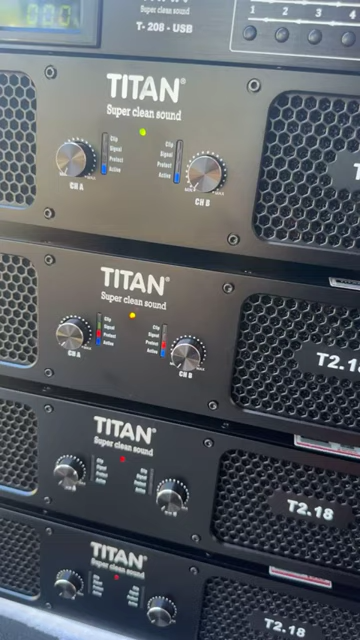 Super clean sound
T-208-USB
1 2 3 4
TITAN®
Super clean sound
Clip
Signal
Protect
Active
Clip
Signal
Protect
Active
CH A
CH B
TITAN®
Super clean sound
Clip
Signal
Protect
Active
Clip
Signal
Protect
Active
CH A
CH B
T2.18
TITAN®
Super clean sound
T2.18
TITAN®
Super clean sound
T2.18